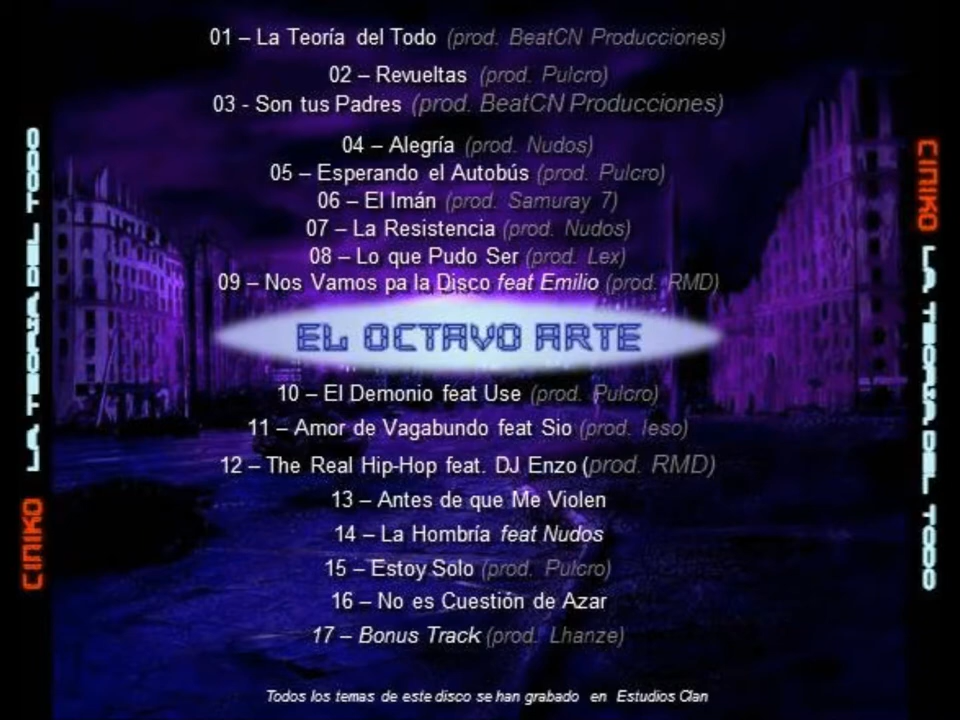 01 – La Teoría del Todo (prod. BeatCN Producciones)
02 – Revueltas (prod. Pulcro)
03 - Son tus Padres (prod. BeatCN Producciones)
04 – Alegría (prod. Nudos)
05 – Esperando el Autobús (prod. Pulcro)
06 – El Imán (prod. Samuray 7)
07 – La Resistencia (prod. Nudos)
08 – Lo que Pudo Ser (prod. Lex)
09 – Nos Vamos pa la Disco feat Emilio (prod. RMD)
EL OCTAVO ARTE
10 – El Demonio feat Use (prod. Pulcro)
11 – Amor de Vagabundo feat Sio (prod. Ieso)
12 – The Real Hip-Hop feat. DJ Enzo (prod. RMD)
13 – Antes de que Me Violen
14 – La Hombría feat Nudos
15 – Estoy Solo (prod. Pulcro)
16 – No es Cuestión de Azar
17 – Bonus Track (prod. Lhanze)
Todos los temas de este disco se han grabado en Estudios Clan
CINIKO LA TEORIA DEL TODO
CINIKO LA TEORIA DEL TODO